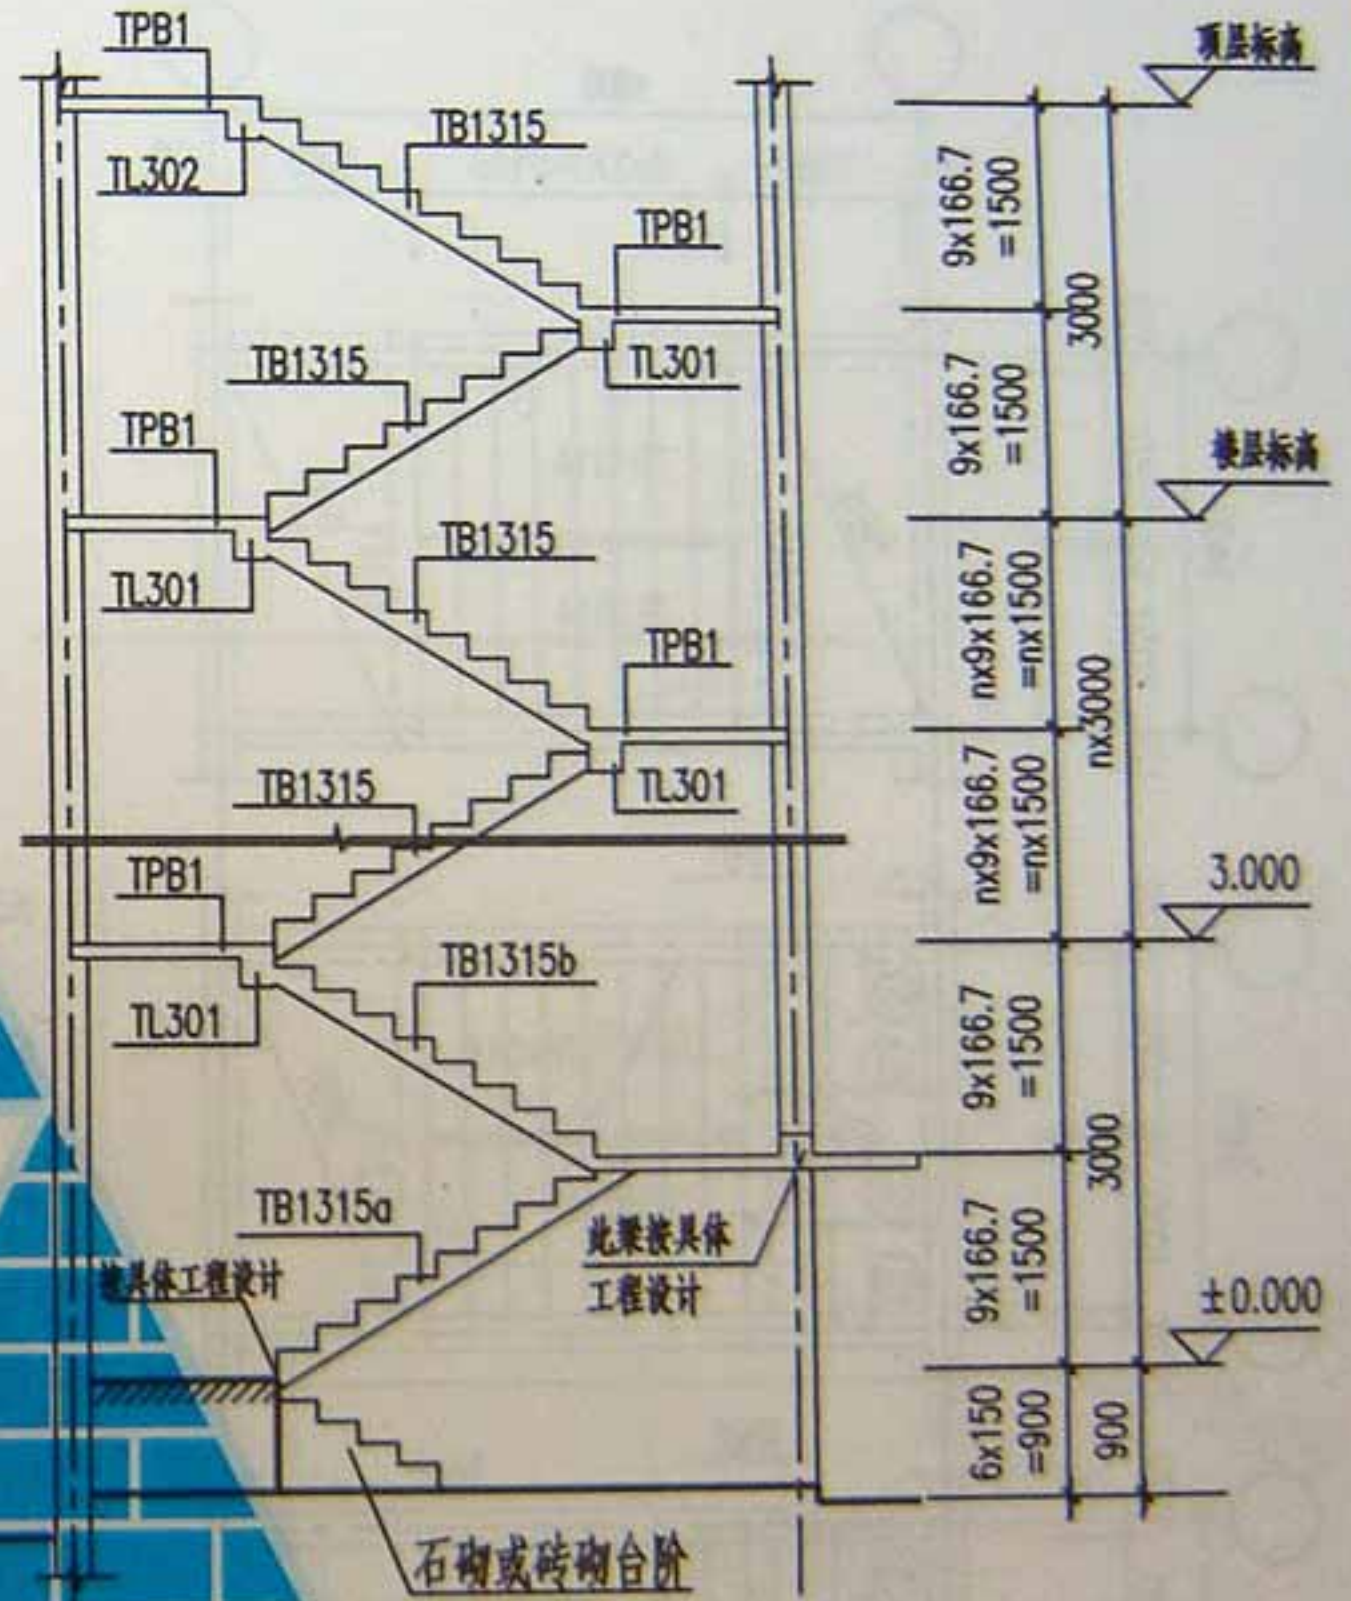 TPB1
顶层标高
TB1315
TL302
9x166.7
=1500
TPB1
3000
TB1315
TL301
9x166.7
=1500
TPB1
楼层标高
TB1315
TL301
nx9x166.7
=nx1500
TPB1
nx3000
TB1315
TL301
nx9x166.7
=nx1500
TPB1
3.000
TB1315b
TL301
9x166.7
=1500
3000
TB1315a
此梁按具体
工程设计
按具体工程设计
9x166.7
=1500
±0.000
6x150
=900
900
石砌或砖砌台阶